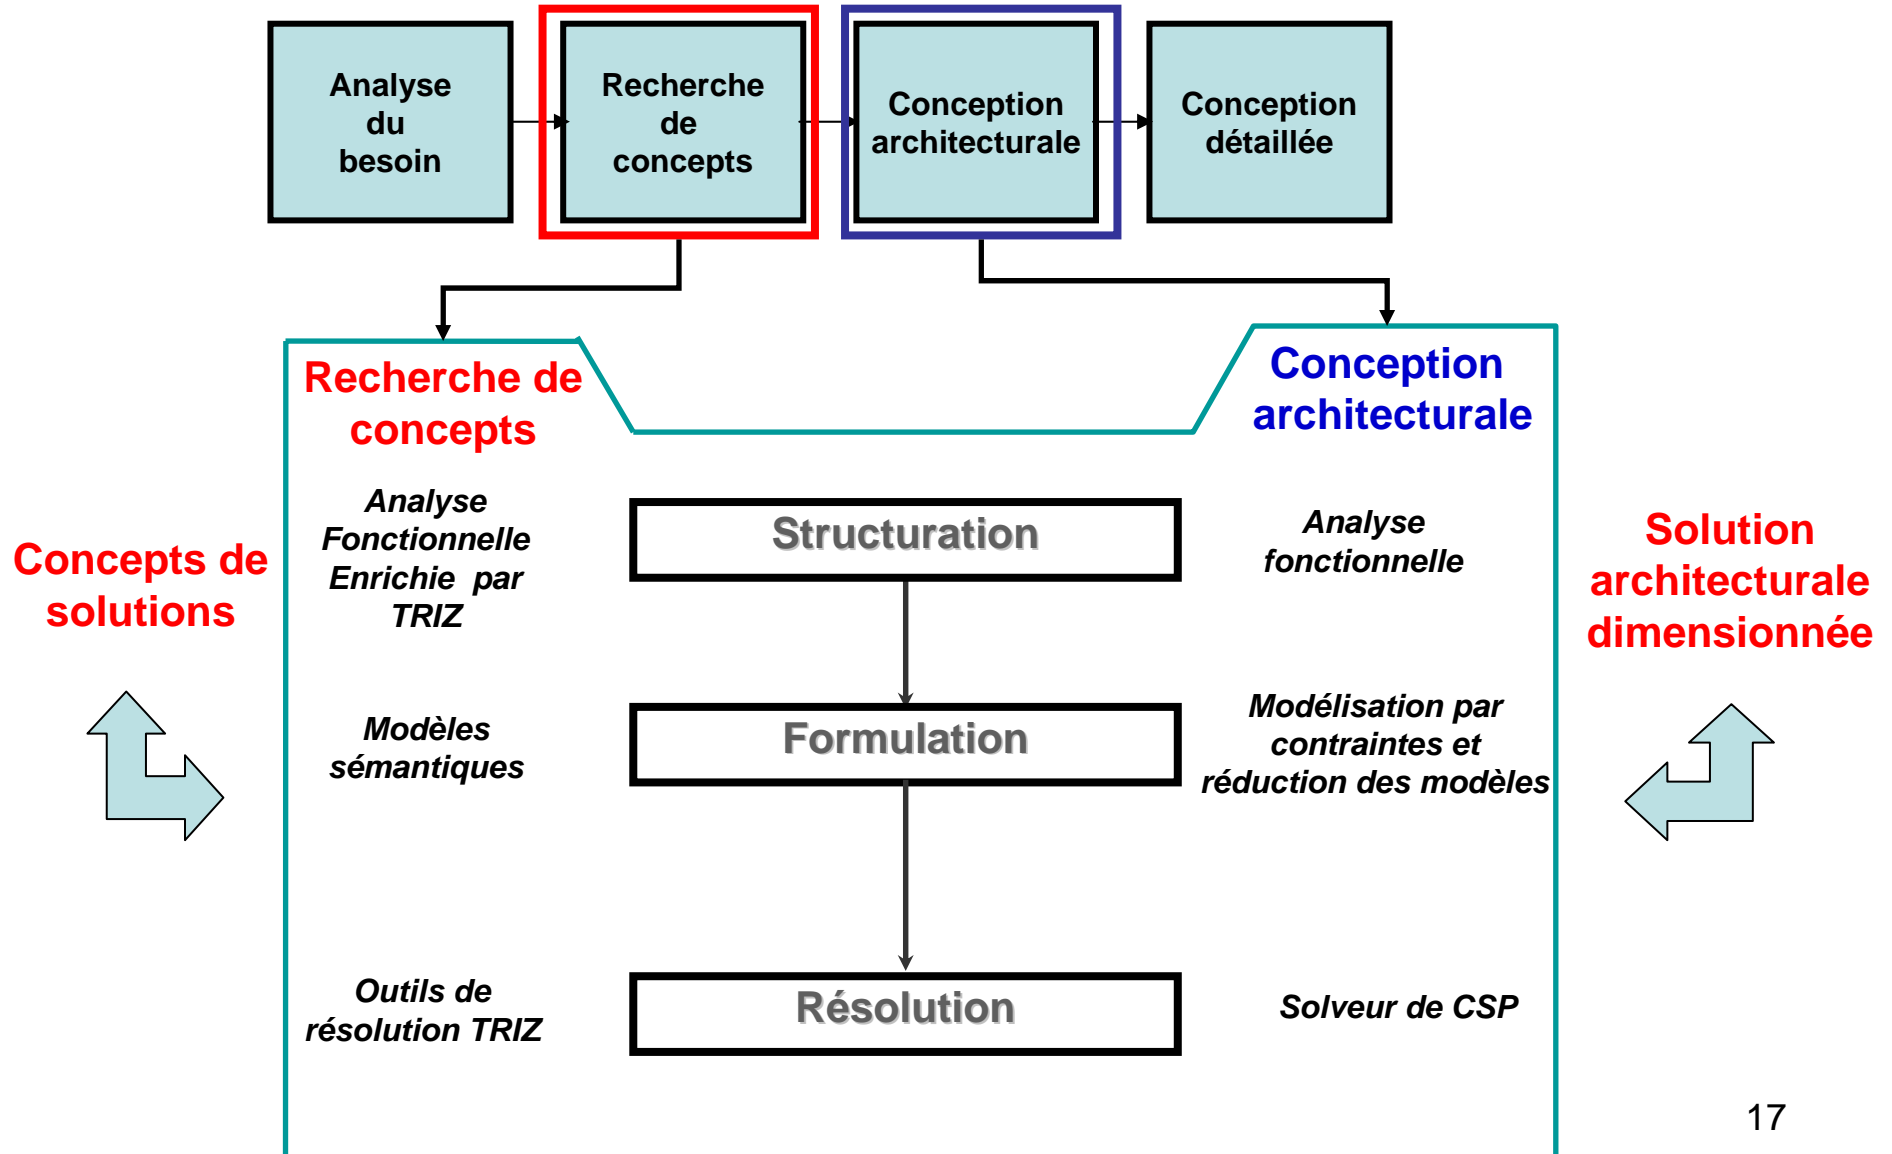 Analyse
du
besoin
Recherche
de
concepts
Conception
architecturale
Conception
détaillée
Recherche de
concepts
Conception
architecturale
Concepts de
solutions
Analyse
Fonctionnelle
Enrichie par
TRIZ
Structuration
Analyse
fonctionnelle
Solution
architecturale
dimensionnée
Modèles
sémantiques
Formulation
Modélisation par
contraintes et
réduction des modèles
Outils de
résolution TRIZ
Résolution
Solveur de CSP
17